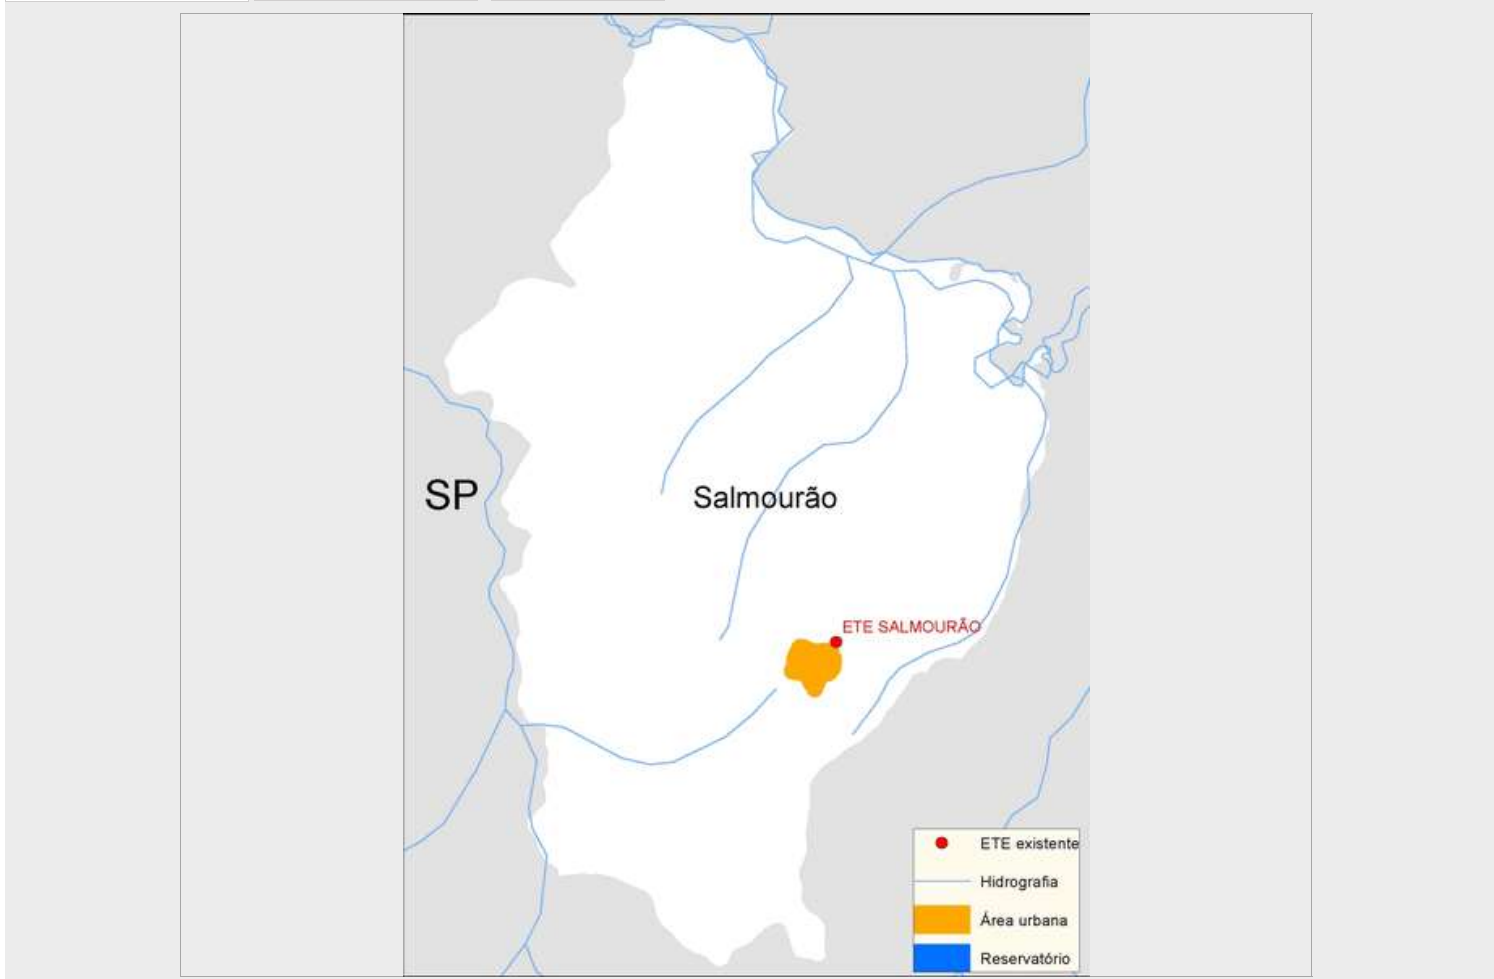 SP
Salmourão
ETE SALMOURÃO
ETE existente
Hidrografia
Área urbana
Reservatório